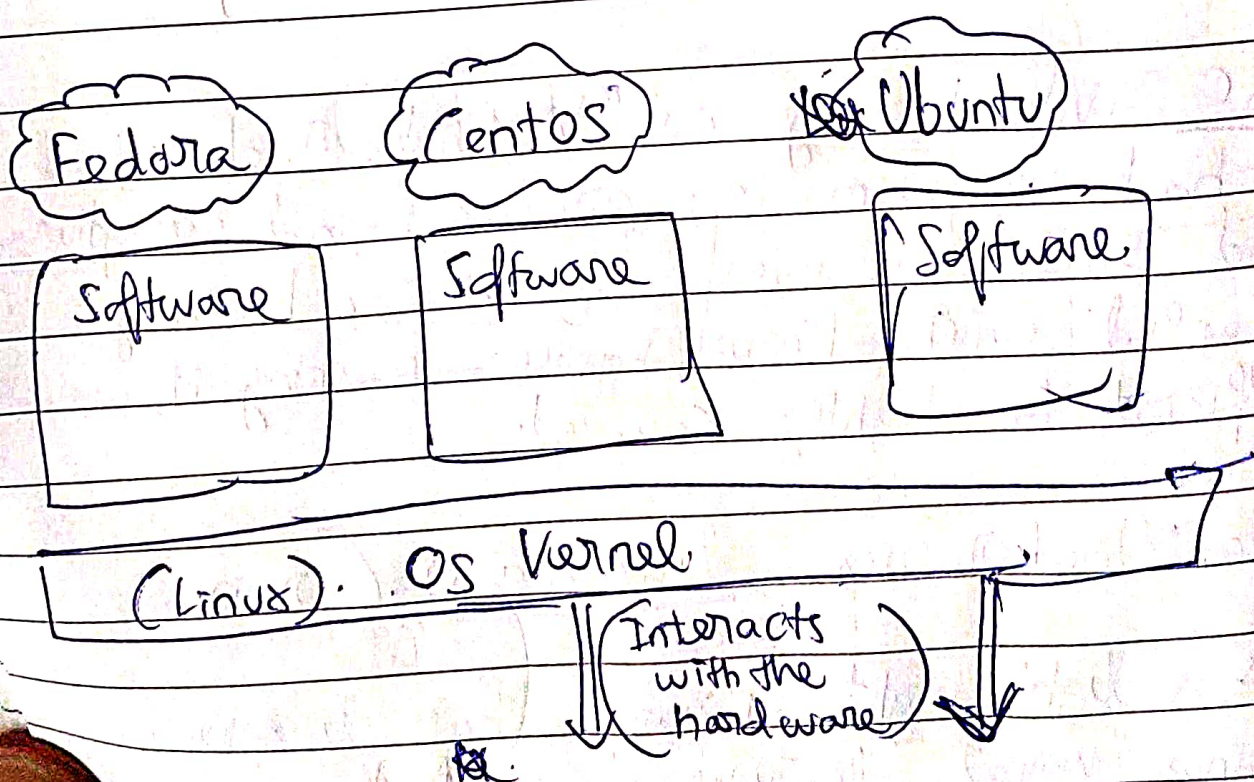 Fedora
Centos
Ubuntu
Software
Software
Software
(Linux). OS Kernel
(Interacts
with the
hardware)